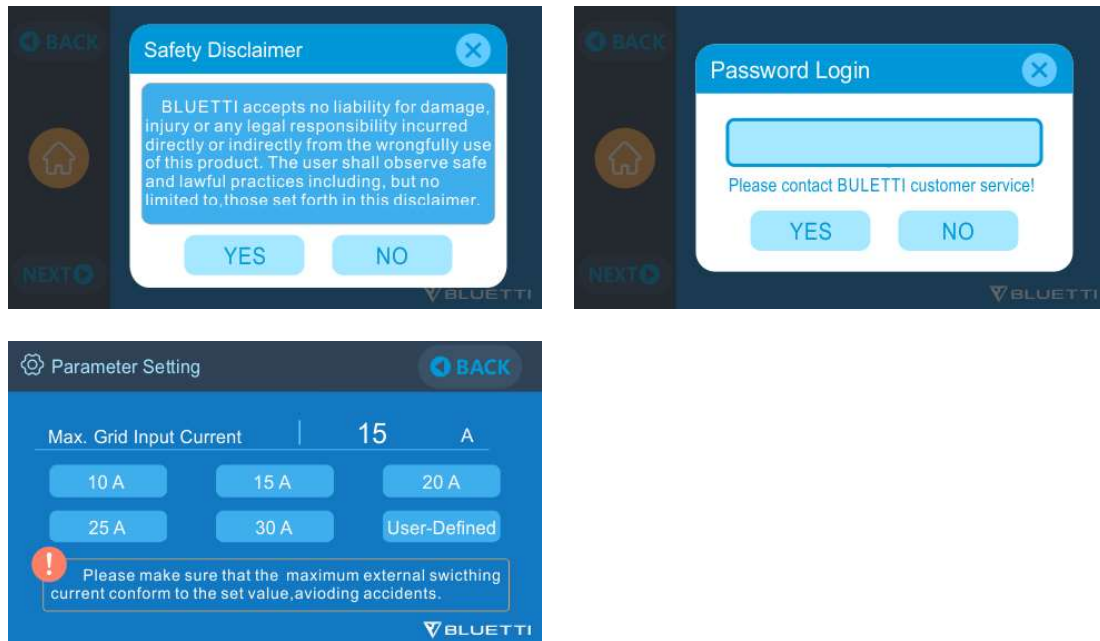 BACK
Safety Disclaimer
BLUETTI accepts no liability for damage,
injury or any legal responsibility incurred
directly or indirectly from the wrongfully use
of this product. The user shall observe safe
and lawful practices including, but no
limited to,those set forth in this disclaimer.
YES NO
NEXT
BLUETTI
BACK
Password Login
Please contact BULETTI customer service!
YES NO
NEXT
BLUETTI
Parameter Setting BACK
Max. Grid Input Current 15 A
10 A 15 A 20 A
25 A 30 A User-Defined
! Please make sure that the maximum external swicthing
current conform to the set value,avioding accidents.
BLUETTI